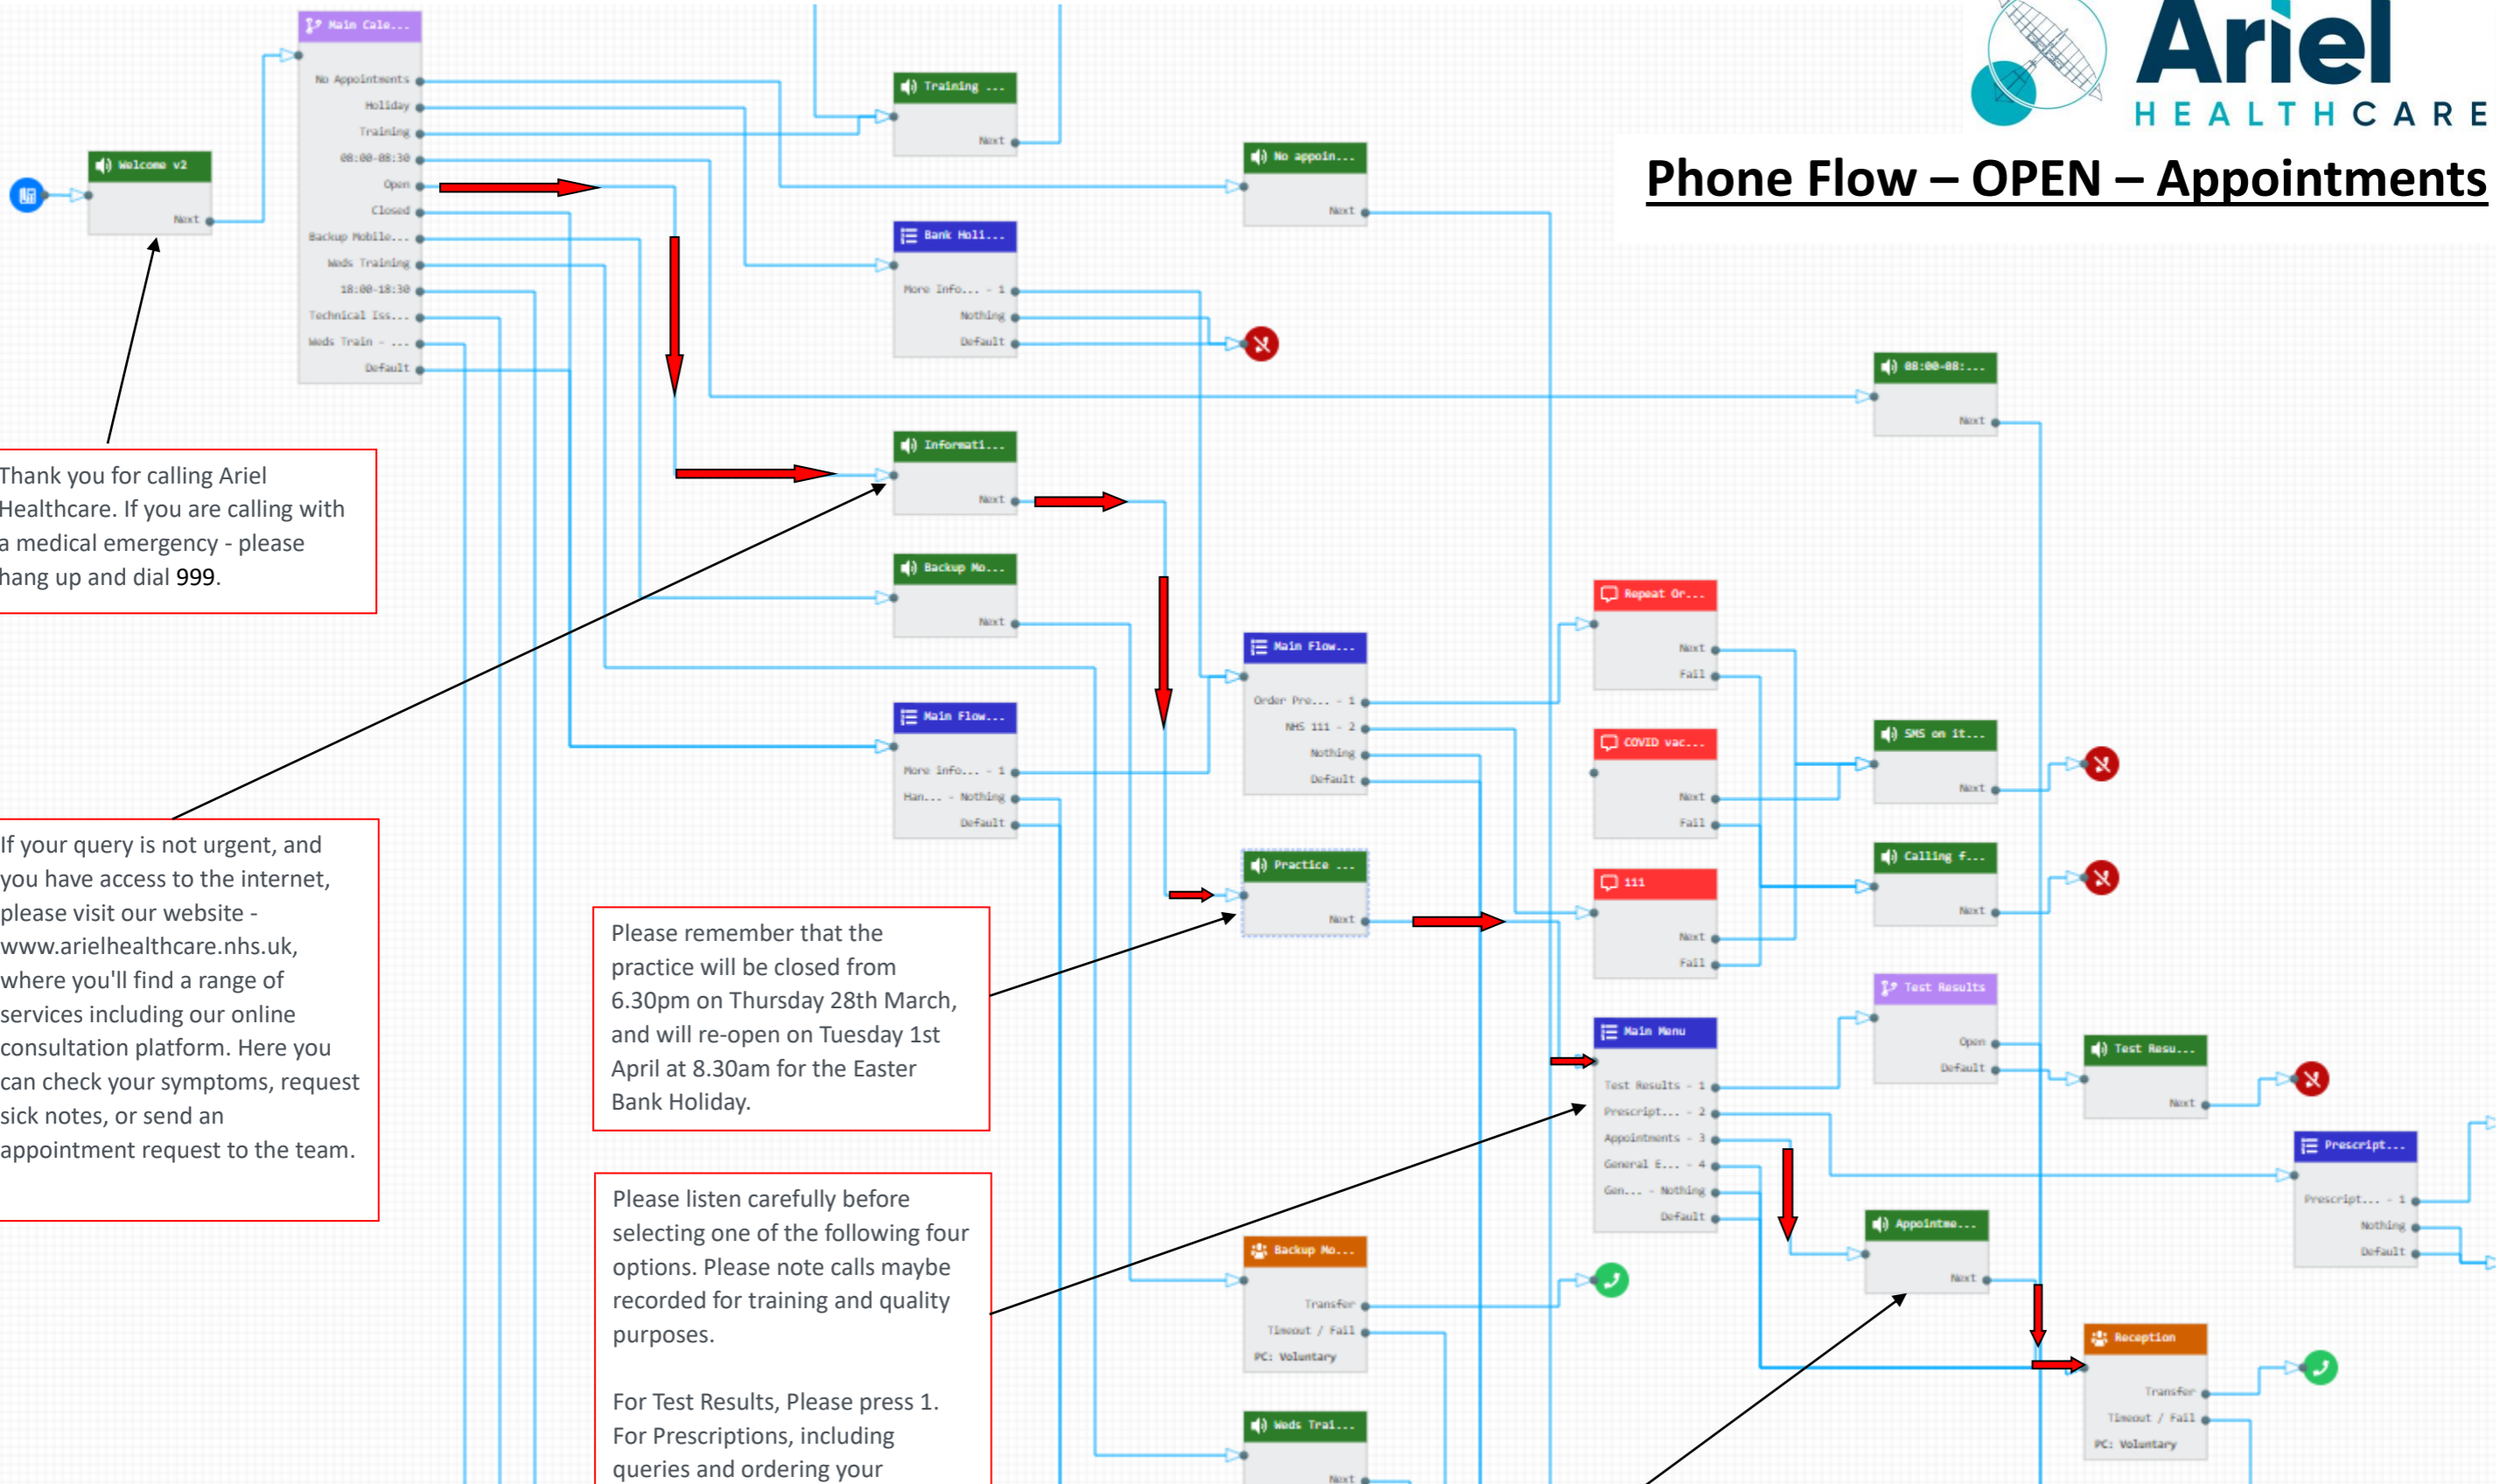 Ariel
HEALTHCARE
Phone Flow – OPEN – Appointments
Welcome v2
Next
Main Cale...
No Appointments
Holiday
Training
08:00-08:30
Open
Closed
Backup Mobile...
Weds Training
18:00-18:30
Technical Iss...
Weds Train - ...
Default
Training ...
Next
No appoin...
Next
Bank Holi...
More Info... - 1
Nothing
Default
08:00-08:...
Next
Informati...
Next
Backup Mo...
Next
Main Flow...
More info... - 1
Han... - Nothing
Default
Main Flow...
Order Pre... - 1
NHS 111 - 2
Nothing
Default
Practice ...
Next
Repeat Or...
Next
Fail
COVID vac...
Next
Fail
111
Next
Fail
SMS on it...
Next
Calling f...
Next
Test Results
Open
Default
Test Resu...
Next
Main Menu
Test Results - 1
Prescript... - 2
Appointments - 3
General E... - 4
Gen... - Nothing
Default
Prescript...
Prescript... - 1
Nothing
Default
Appointme...
Next
Backup Mo...
Transfer
Timeout / Fail
PC: Voluntary
Reception
Transfer
Timeout / Fail
PC: Voluntary
Weds Trai...
Next
Thank you for calling Ariel
Healthcare. If you are calling with
a medical emergency - please
hang up and dial 999.
If your query is not urgent, and
you have access to the internet,
please visit our website -
www.arielhealthcare.nhs.uk,
where you'll find a range of
services including our online
consultation platform. Here you
can check your symptoms, request
sick notes, or send an
appointment request to the team.
Please remember that the
practice will be closed from
6.30pm on Thursday 28th March,
and will re-open on Tuesday 1st
April at 8.30am for the Easter
Bank Holiday.
Please listen carefully before
selecting one of the following four
options. Please note calls maybe
recorded for training and quality
purposes.
For Test Results, Please press 1.
For Prescriptions, including
queries and ordering your